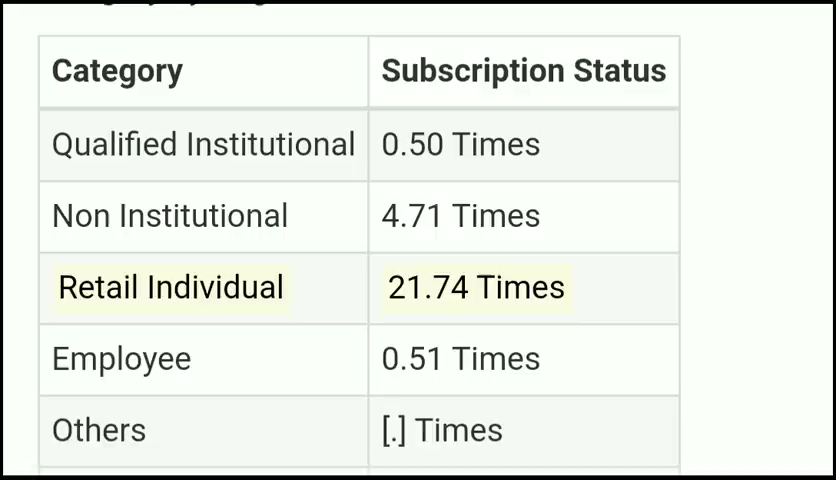 Category Subscription Status
Qualified Institutional 0.50 Times
Non Institutional 4.71 Times
Retail Individual 21.74 Times
Employee 0.51 Times
Others [.] Times